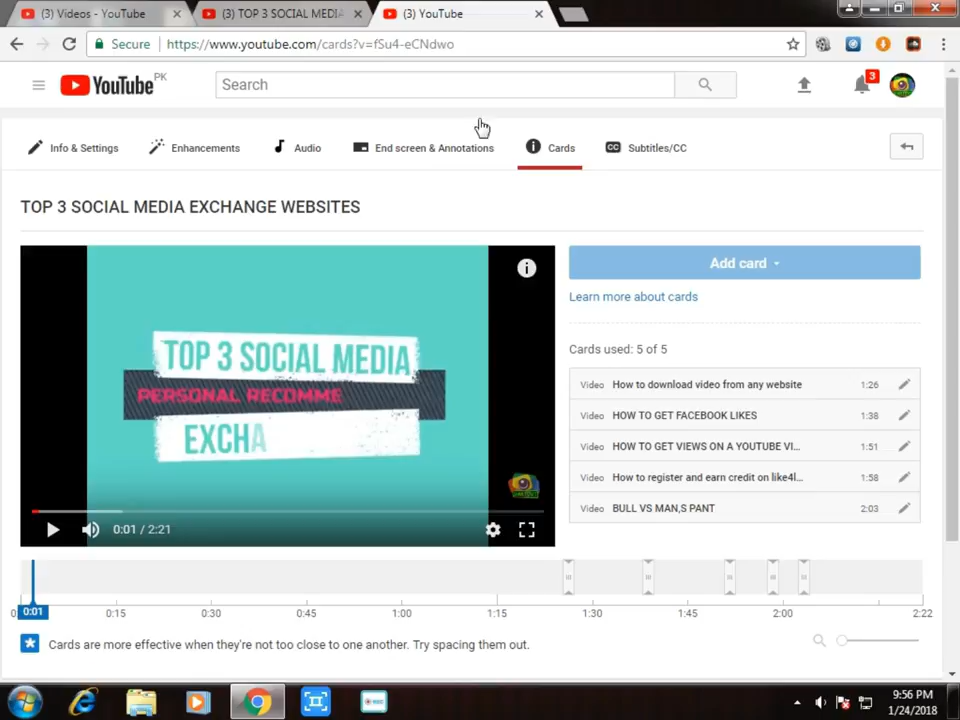 (3) Videos - YouTube
(3) TOP 3 SOCIAL MEDIA
(3) YouTube
Secure
https://www.youtube.com/cards?v=fSu4-eCNdwo
YouTube PK
Search
3
Info & Settings
Enhancements
Audio
End screen & Annotations
Cards
CC Subtitles/CC
TOP 3 SOCIAL MEDIA EXCHANGE WEBSITES
TOP 3 SOCIAL MEDIA
PERSONAL RECOMME
EXCHA
0:01 / 2:21
Add card
Learn more about cards
Cards used: 5 of 5
Video How to download video from any website 1:26
Video HOW TO GET FACEBOOK LIKES 1:38
Video HOW TO GET VIEWS ON A YOUTUBE VI... 1:51
Video How to register and earn credit on like4l... 1:58
Video BULL VS MAN,S PANT 2:03
0:01 0:15 0:30 0:45 1:00 1:15 1:30 1:45 2:00 2:22
Cards are more effective when they're not too close to one another. Try spacing them out.
9:56 PM
1/24/2018